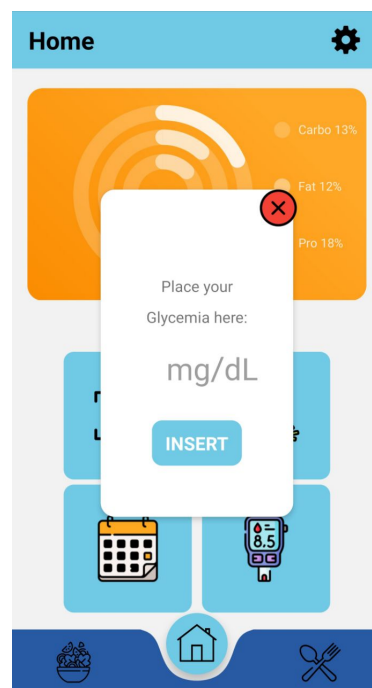 Home
Carbo 13%
Fat 12%
Pro 18%
Place your
Glycemia here:
mg/dL
INSERT
8.5